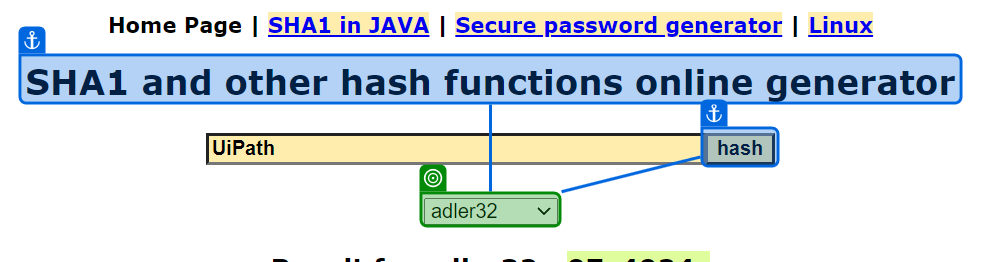 Home Page | SHA1 in JAVA | Secure password generator | Linux
SHA1 and other hash functions online generator
UiPath hash
adler32